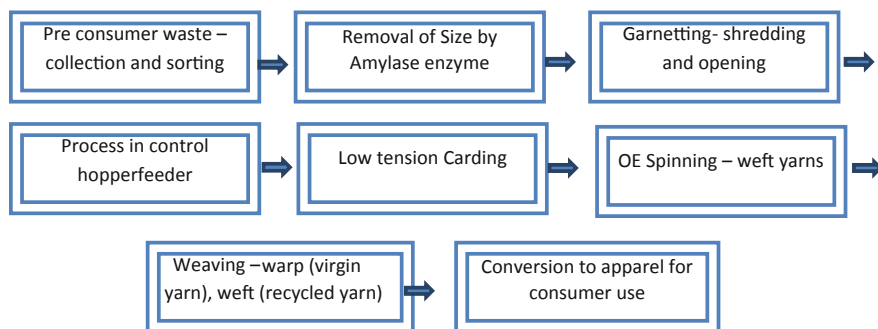 Pre consumer waste –
collection and sorting
Removal of Size by
Amylase enzyme
Garnetting- shredding
and opening
Process in control
hopperfeeder
Low tension Carding
OE Spinning – weft yarns
Weaving –warp (virgin
yarn), weft (recycled yarn)
Conversion to apparel for
consumer use